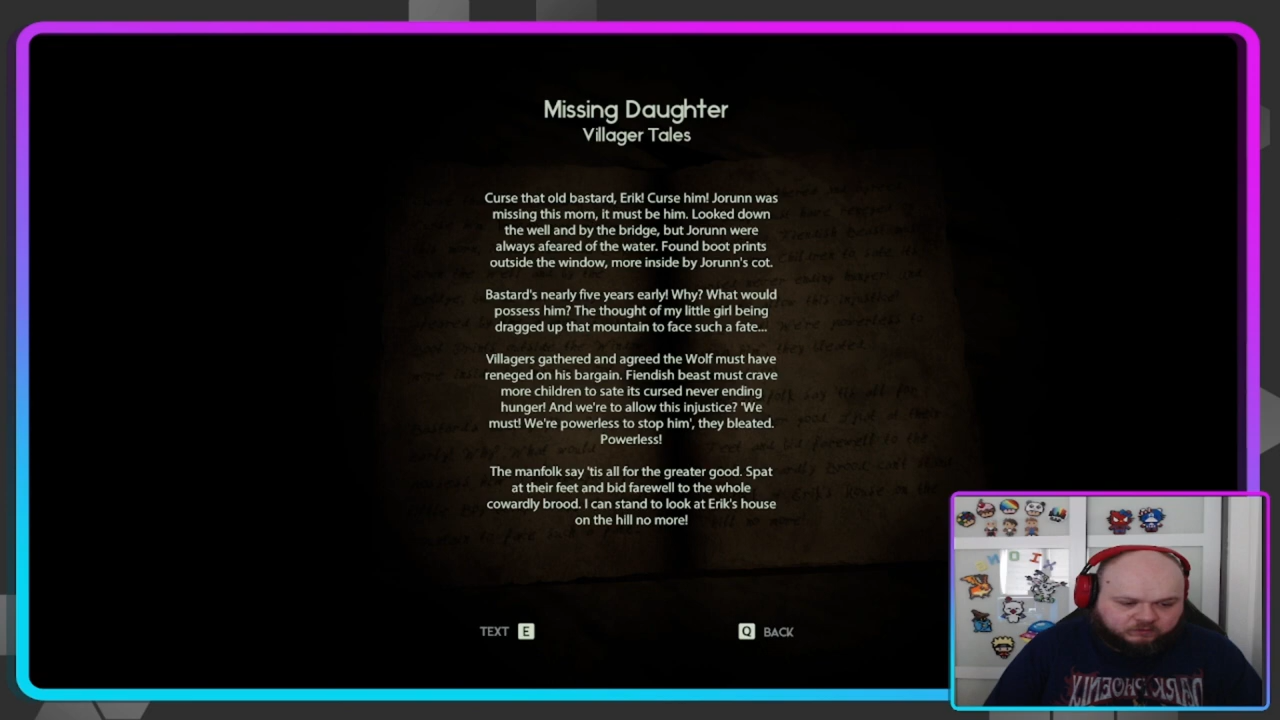 Missing Daughter
Villager Tales
Curse that old bastard, Erik! Curse him! Jorunn was
missing this morn, it must be him. Looked down
the well and by the bridge, but Jorunn were
always afeared of the water. Found boot prints
outside the window, more inside by Jorunn's cot.
Bastard's nearly five years early! Why? What would
possess him? The thought of my little girl being
dragged up that mountain to face such a fate...
Villagers gathered and agreed the Wolf must have
reneged on his bargain. Fiendish beast must crave
more children to sate its cursed never ending
hunger! And we're to allow this injustice? 'We
must! We're powerless to stop him', they bleated.
Powerless!
The manfolk say 'tis all for the greater good. Spat
at their feet and bid farewell to the whole
cowardly brood. I can stand to look at Erik's house
on the hill no more!
TEXT E
Q BACK
DARK PHOENIX